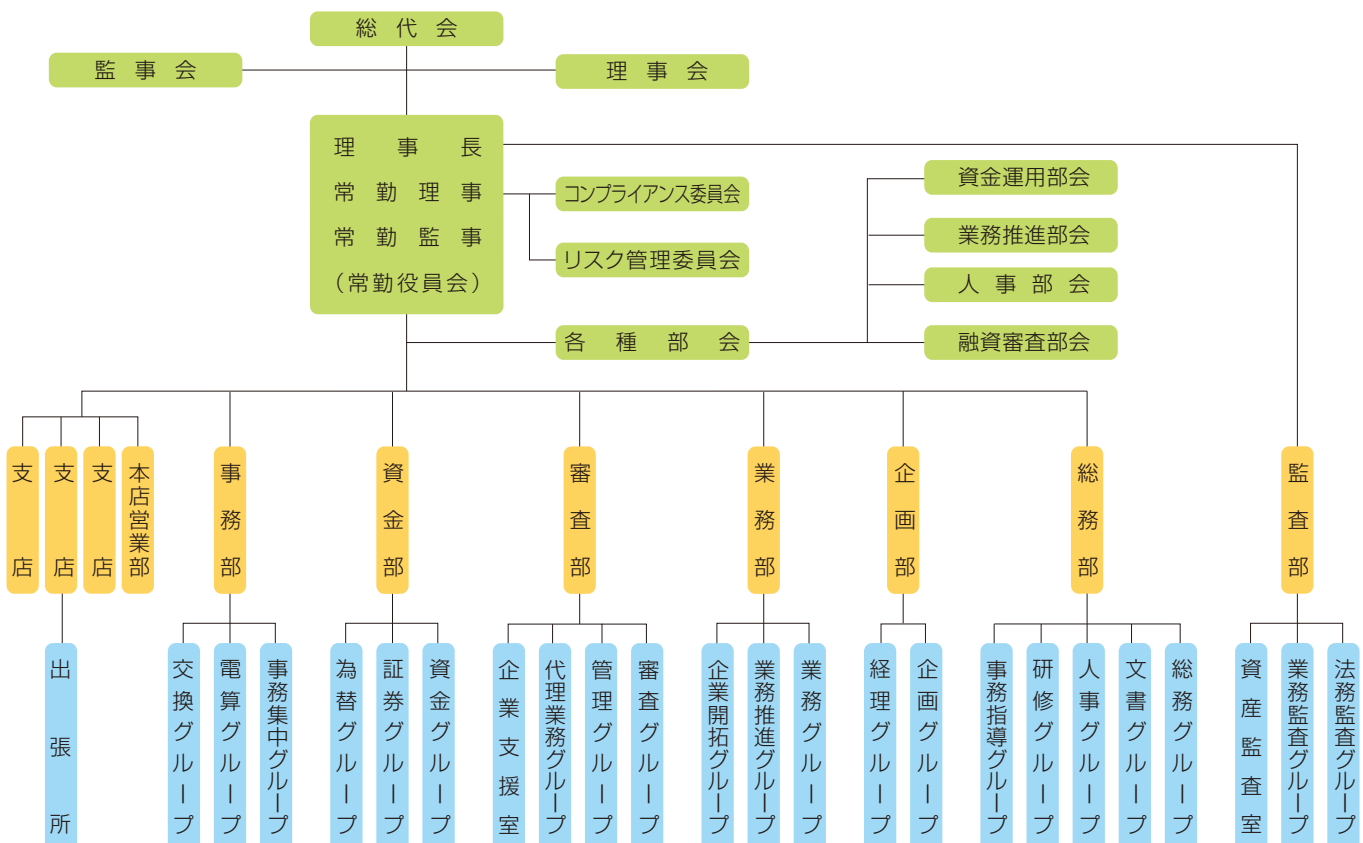 総代会
監事会
理事会
理事長
常勤理事
常勤監事
（常勤役員会）
コンプライアンス委員会
リスク管理委員会
各種部会
資金運用部会
業務推進部会
人事部会
融資審査部会
支店
支店
支店
本店営業部
事務部
資金部
審査部
業務部
企画部
総務部
監査部
出張所
交換グループ
電算グループ
事務集中グループ
為替グループ
証券グループ
資金グループ
企業支援室
代理業務グループ
管理グループ
審査グループ
企業開拓グループ
業務推進グループ
業務グループ
経理グループ
企画グループ
事務指導グループ
研修グループ
人事グループ
文書グループ
総務グループ
資産監査室
業務監査グループ
法務監査グループ